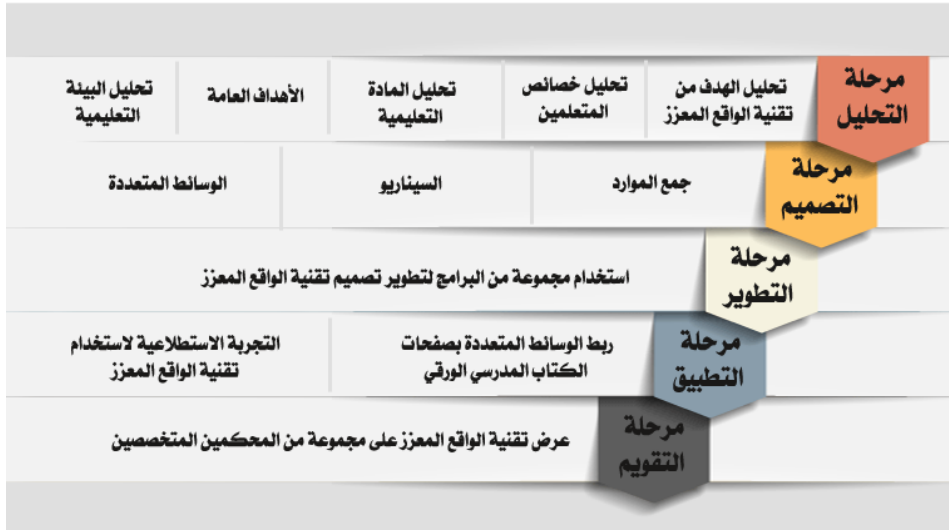 مرحلة
التحليل
تحليل الهدف من
تقنية الواقع المعزز
تحليل خصائص
المتعلمين
تحليل المادة
التعليمية
الأهداف العامة
تحليل البيئة
التعليمية
مرحلة
التصميم
جمع الموارد
السيناريو
الوسائط المتعددة
مرحلة
التطوير
استخدام مجموعة من البرامج لتطوير تصميم تقنية الواقع المعزز
مرحلة
التطبيق
ربط الوسائط المتعددة بصفحات
الكتاب المدرسي الورقي
التجربة الاستطلاعية لاستخدام
تقنية الواقع المعزز
مرحلة
التقويم
عرض تقنية الواقع المعزز على مجموعة من المحكمين المتخصصين